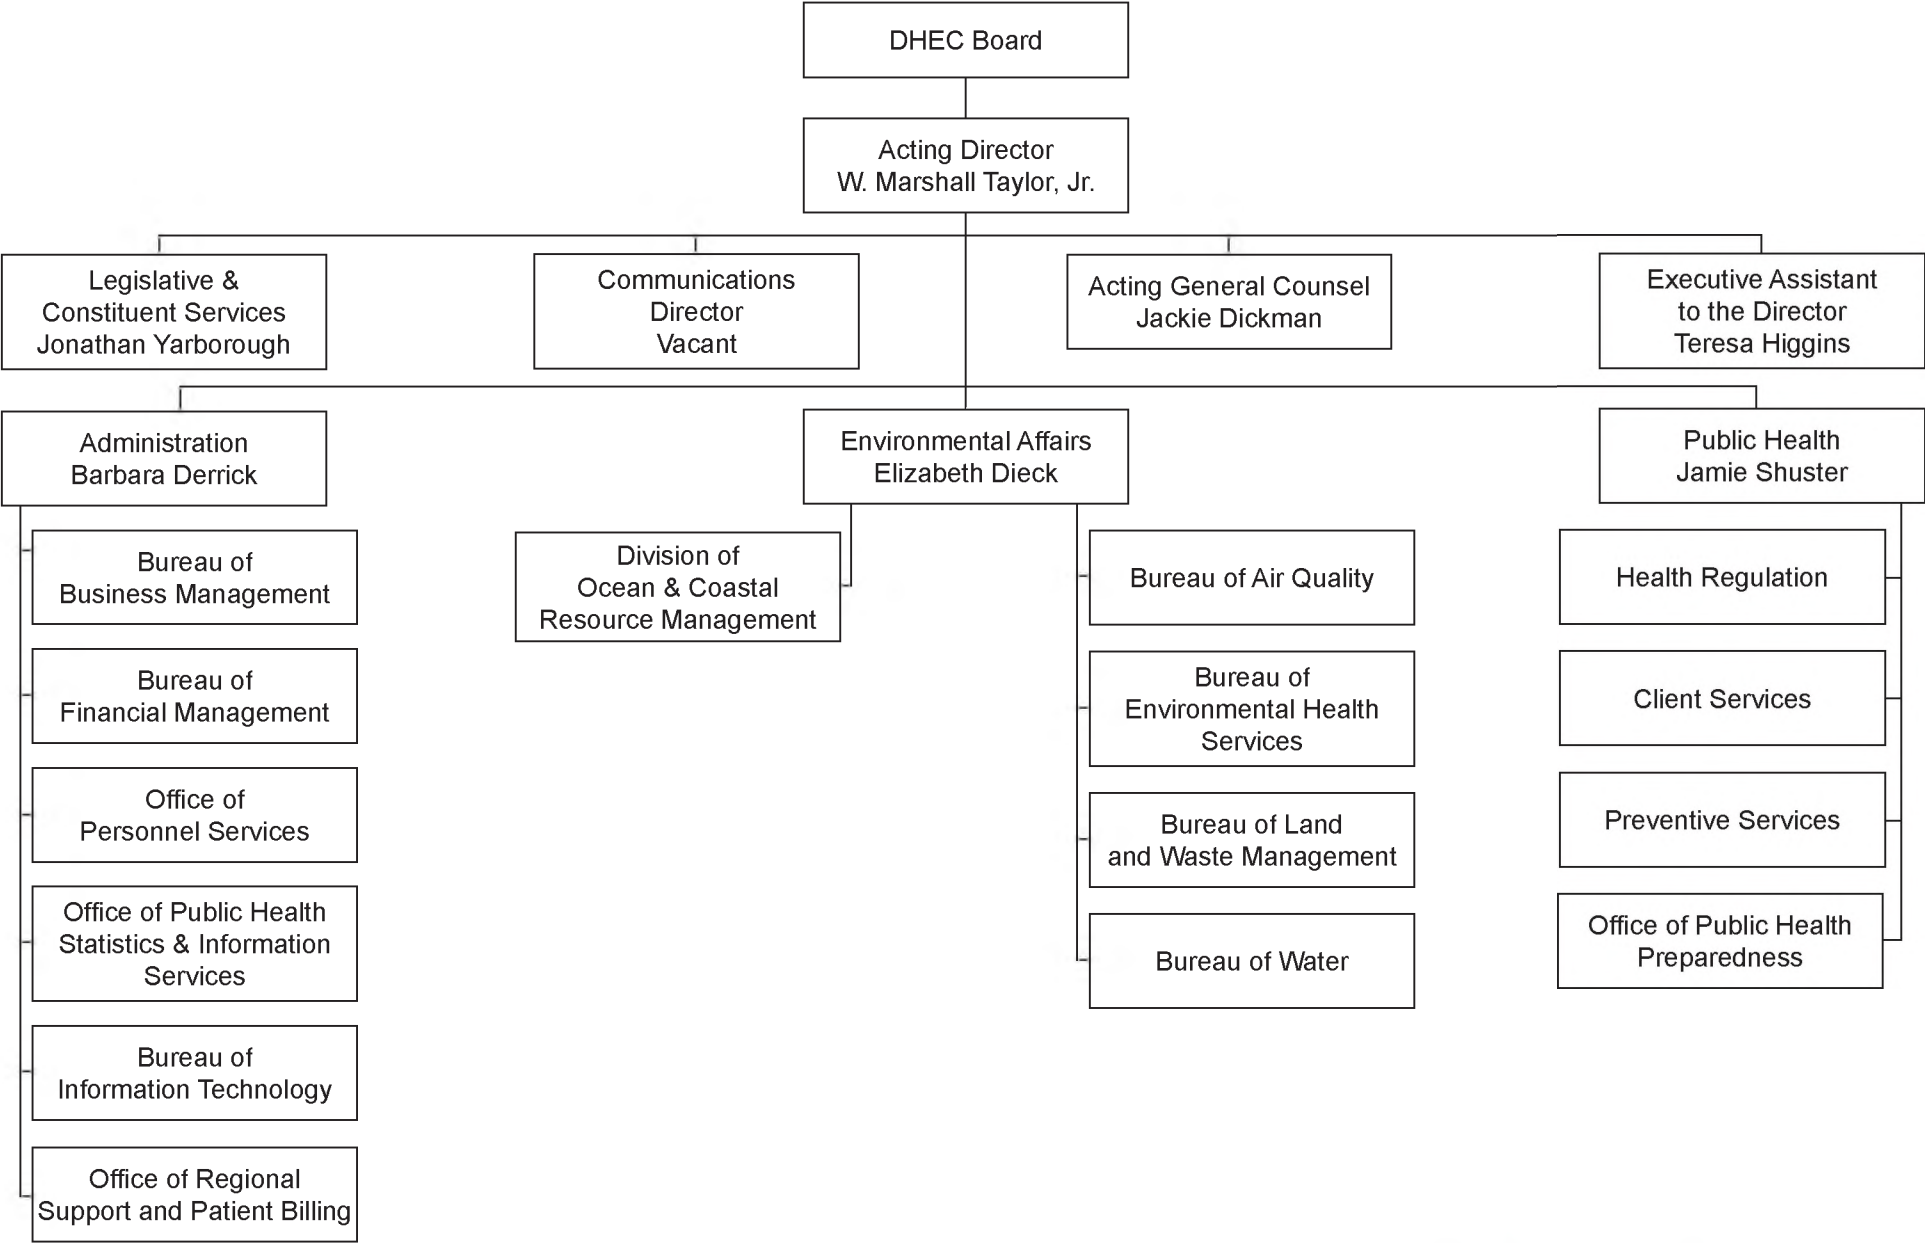 DHEC Board
Acting Director
W. Marshall Taylor, Jr.
Legislative &
Constituent Services
Jonathan Yarborough
Communications
Director
Vacant
Acting General Counsel
Jackie Dickman
Executive Assistant
to the Director
Teresa Higgins
Administration
Barbara Derrick
Environmental Affairs
Elizabeth Dieck
Public Health
Jamie Shuster
Bureau of
Business Management
Bureau of
Financial Management
Office of
Personnel Services
Office of Public Health
Statistics & Information
Services
Bureau of
Information Technology
Office of Regional
Support and Patient Billing
Division of
Ocean & Coastal
Resource Management
Bureau of Air Quality
Bureau of
Environmental Health
Services
Bureau of Land
and Waste Management
Bureau of Water
Health Regulation
Client Services
Preventive Services
Office of Public Health
Preparedness